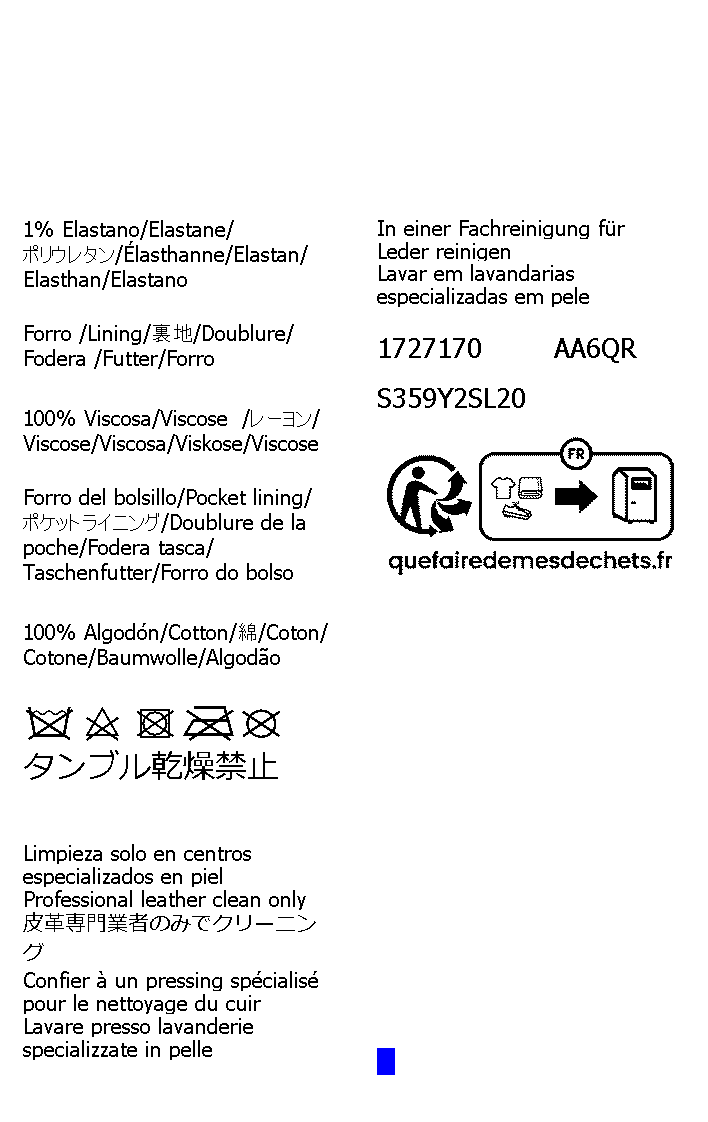 1% Elastano/Elastane/
ポリウレタン/Élasthanne/Elastan/
Elasthan/Elastano
Forro /Lining/裏地/Doublure/
Fodera /Futter/Forro
100% Viscosa/Viscose /レーヨン/
Viscose/Viscosa/Viskose/Viscose
Forro del bolsillo/Pocket lining/
ポケットライニング/Doublure de la
poche/Fodera tasca/
Taschenfutter/Forro do bolso
100% Algodón/Cotton/綿/Coton/
Cotone/Baumwolle/Algodão
タンブル乾燥禁止
Limpieza solo en centros
especializados en piel
Professional leather clean only
皮革専門業者のみでクリーニン
グ
Confier à un pressing spécialisé
pour le nettoyage du cuir
Lavare presso lavanderie
specializzate in pelle
In einer Fachreinigung für
Leder reinigen
Lavar em lavandarias
especializadas em pele
1727170 AA6QR
S359Y2SL20
FR
quefairedemesdechets.fr